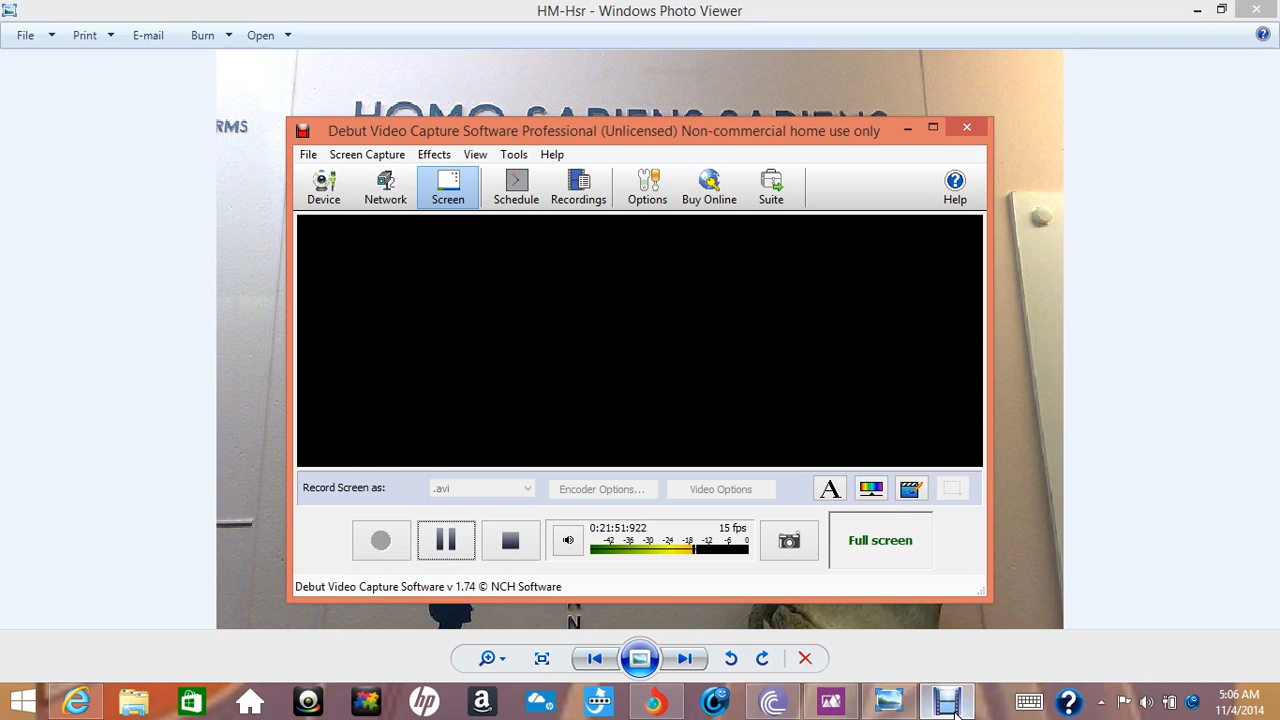 HM-Hsr - Windows Photo Viewer
File Print E-mail Burn Open
HOMO SAPIENS SAPIENS
RMS
Debut Video Capture Software Professional (Unlicensed) Non-commercial home use only
File Screen Capture Effects View Tools Help
Device Network Screen Schedule Recordings Options Buy Online Suite Help
Record Screen as: .avi Encoder Options... Video Options
A
0:21:51:922 15 fps
-42 -36 -30 -24 -18 -12 -6 0
Full screen
Debut Video Capture Software v 1.74 © NCH Software
N
hp a
5:06 AM
11/4/2014